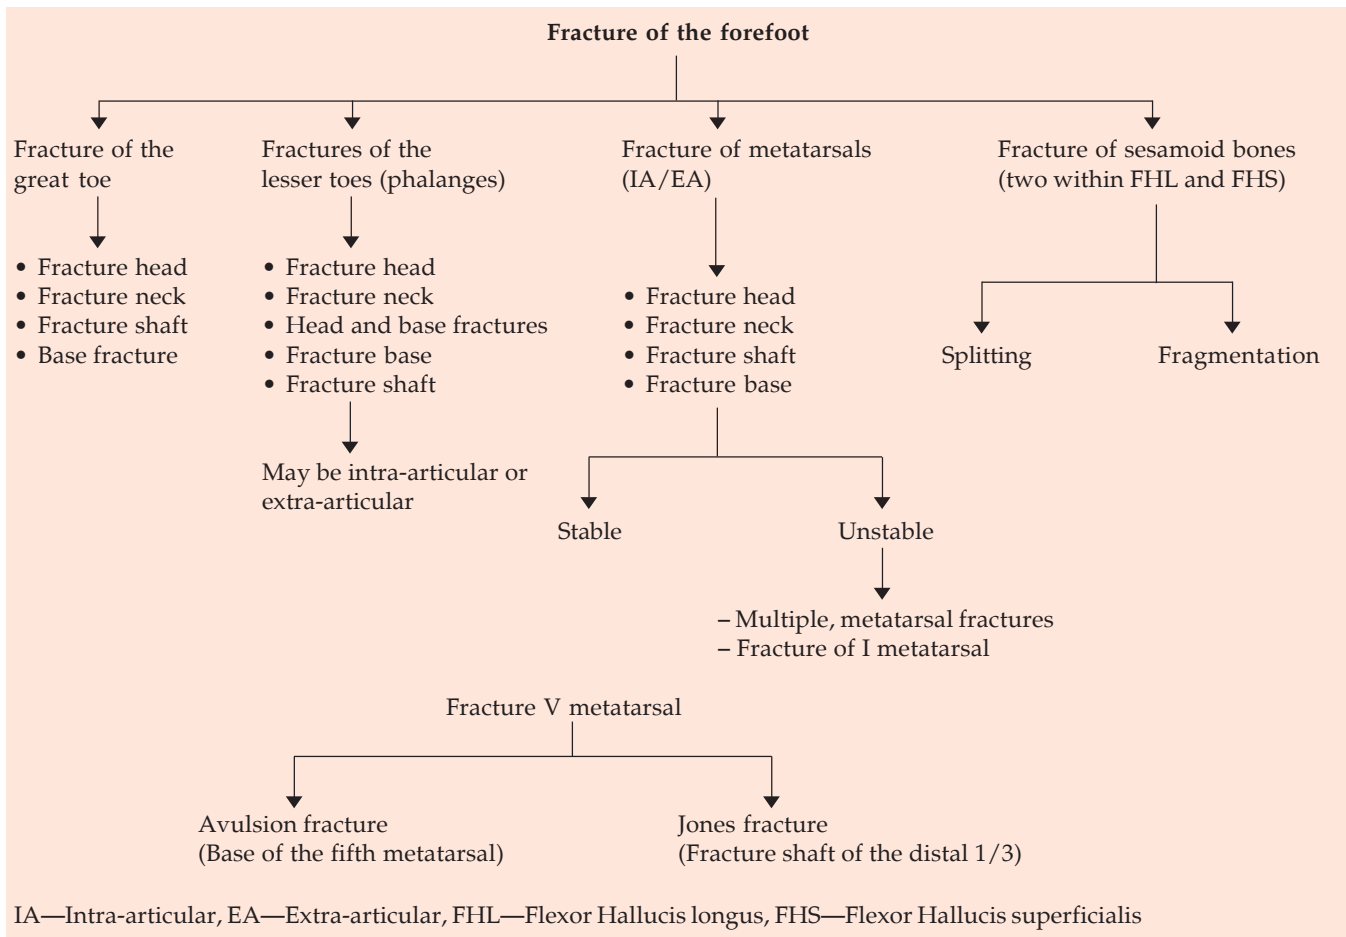 Fracture of the forefoot
Fracture of the
great toe
• Fracture head
• Fracture neck
• Fracture shaft
• Base fracture
Fractures of the
lesser toes (phalanges)
• Fracture head
• Fracture neck
• Head and base fractures
• Fracture base
• Fracture shaft
May be intra-articular or
extra-articular
Fracture of metatarsals
(IA/EA)
• Fracture head
• Fracture neck
• Fracture shaft
• Fracture base
Stable
Unstable
– Multiple, metatarsal fractures
– Fracture of I metatarsal
Fracture of sesamoid bones
(two within FHL and FHS)
Splitting
Fragmentation
Fracture V metatarsal
Avulsion fracture
(Base of the fifth metatarsal)
Jones fracture
(Fracture shaft of the distal 1/3)
IA—Intra-articular, EA—Extra-articular, FHL—Flexor Hallucis longus, FHS—Flexor Hallucis superficialis